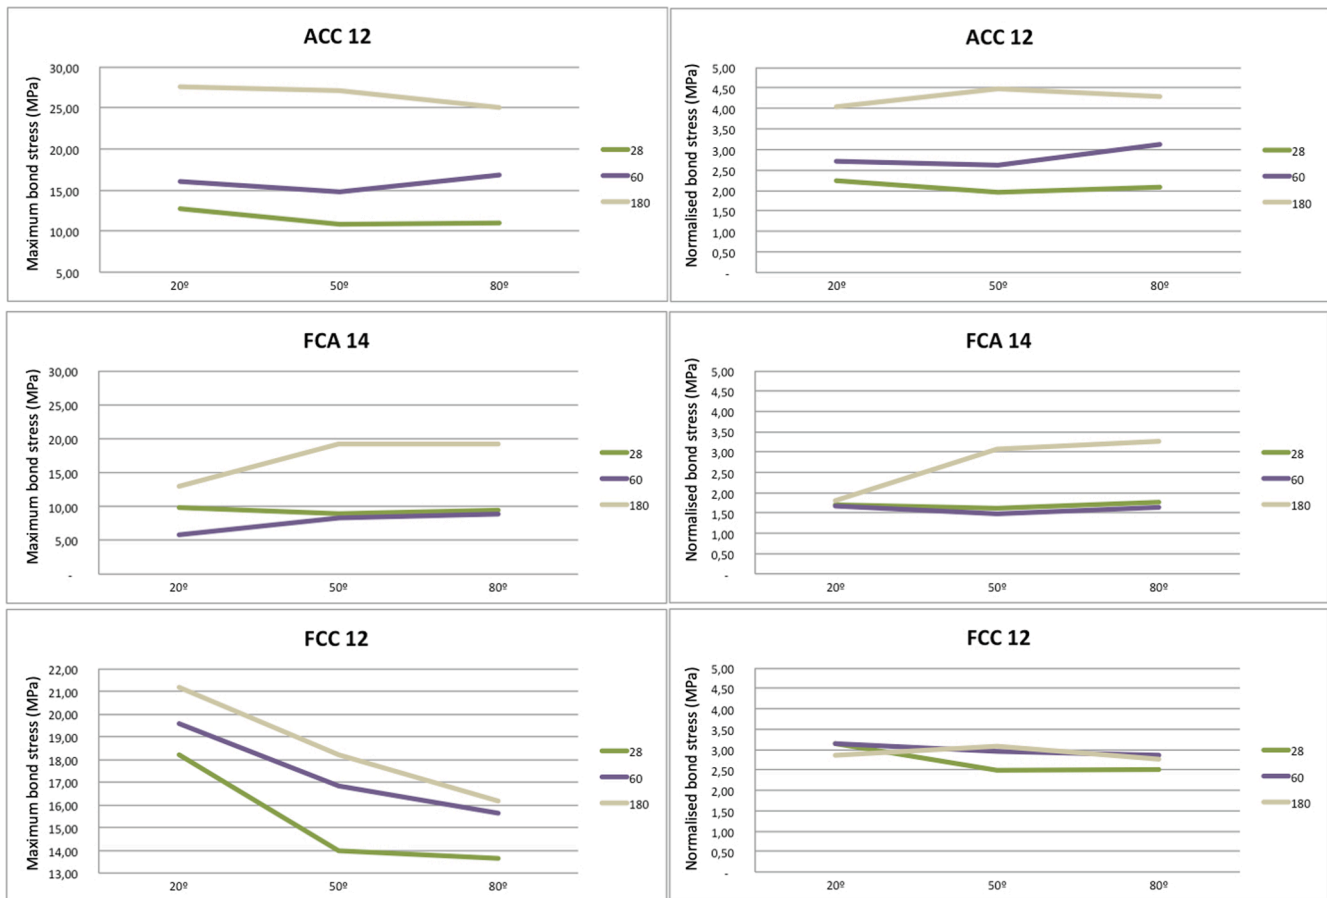 ACC 12
Maximum bond stress (MPa)
30,00
25,00
20,00
15,00
10,00
5,00
20º
50º
80º
28
60
180
ACC 12
Normalised bond stress (MPa)
5,00
4,50
4,00
3,50
3,00
2,50
2,00
1,50
1,00
0,50
-
20º
50º
80º
28
60
180
FCA 14
Maximum bond stress (MPa)
30,00
25,00
20,00
15,00
10,00
5,00
-
20º
50º
80º
28
60
180
FCA 14
Normalised bond stress (MPa)
5,00
4,50
4,00
3,50
3,00
2,50
2,00
1,50
1,00
0,50
-
20º
50º
80º
28
60
180
FCC 12
Maximum bond stress (MPa)
22,00
21,00
20,00
19,00
18,00
17,00
16,00
15,00
14,00
13,00
20º
50º
80º
28
60
180
FCC 12
Normalised bond stress (MPa)
5,00
4,50
4,00
3,50
3,00
2,50
2,00
1,50
1,00
0,50
-
20º
50º
80º
28
60
180